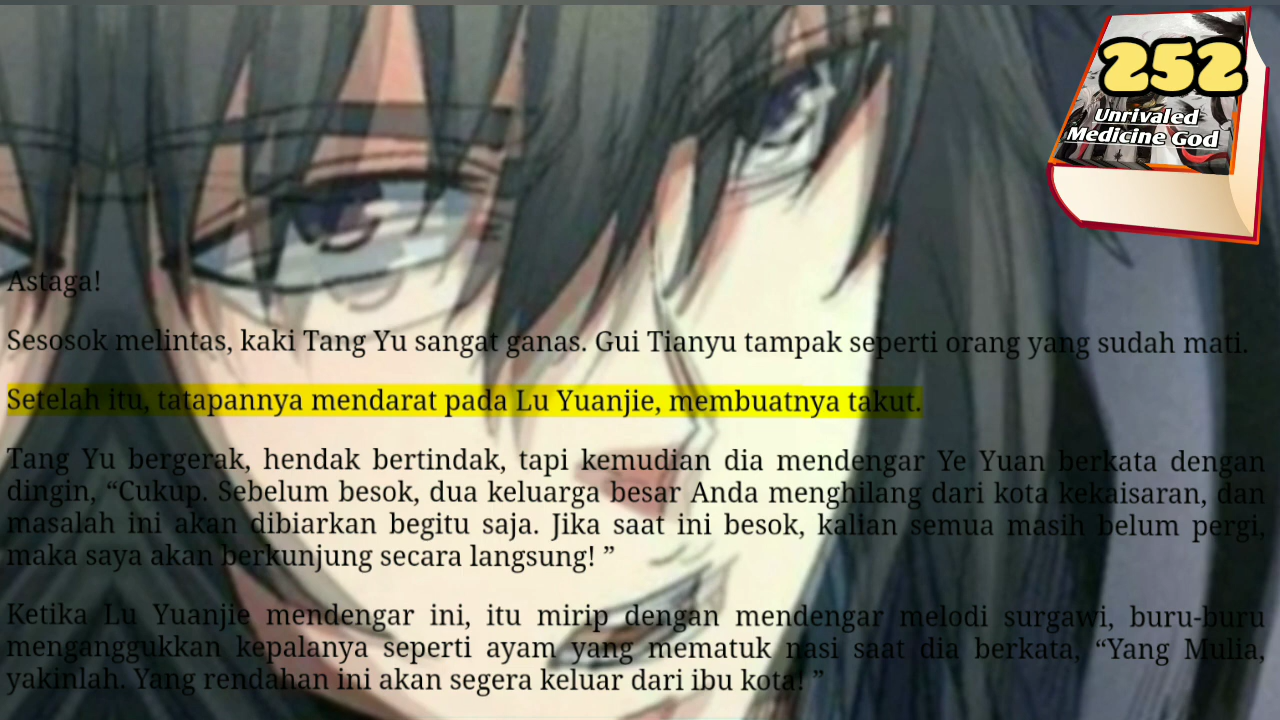 252
Unrivaled
Medicine God
Astaga!
Sesosok melintas, kaki Tang Yu sangat ganas. Gui Tianyu tampak seperti orang yang sudah mati.
Setelah itu, tatapannya mendarat pada Lu Yuanjie, membuatnya takut.
Tang Yu bergerak, hendak bertindak, tapi kemudian dia mendengar Ye Yuan berkata dengan
dingin, “Cukup. Sebelum besok, dua keluarga besar Anda menghilang dari kota kekaisaran, dan
masalah ini akan dibiarkan begitu saja. Jika saat ini besok, kalian semua masih belum pergi,
maka saya akan berkunjung secara langsung! ”
Ketika Lu Yuanjie mendengar ini, itu mirip dengan mendengar melodi surgawi, buru-buru
menganggukkan kepalanya seperti ayam yang mematuk nasi saat dia berkata, “Yang Mulia,
yakinlah. Yang rendahan ini akan segera keluar dari ibu kota! ”